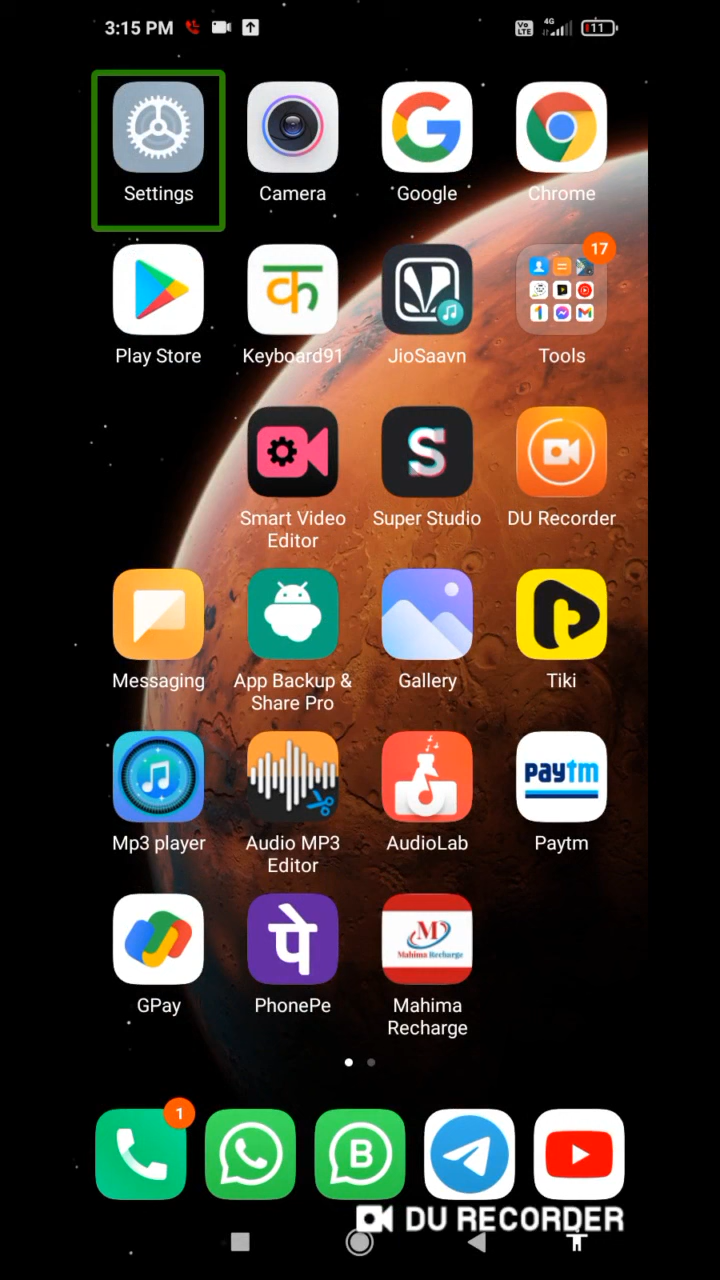 3:15 PM
Vo LTE
4G
11
Settings
Camera
Google
Chrome
17
Play Store
Keyboard91
JioSaavn
Tools
Smart Video Editor
Super Studio
DU Recorder
Messaging
App Backup & Share Pro
Gallery
Tiki
paytm
Mp3 player
Audio MP3 Editor
AudioLab
Paytm
पे
M
Mahima Recharge
GPay
PhonePe
Mahima Recharge
1
B
DU RECORDER